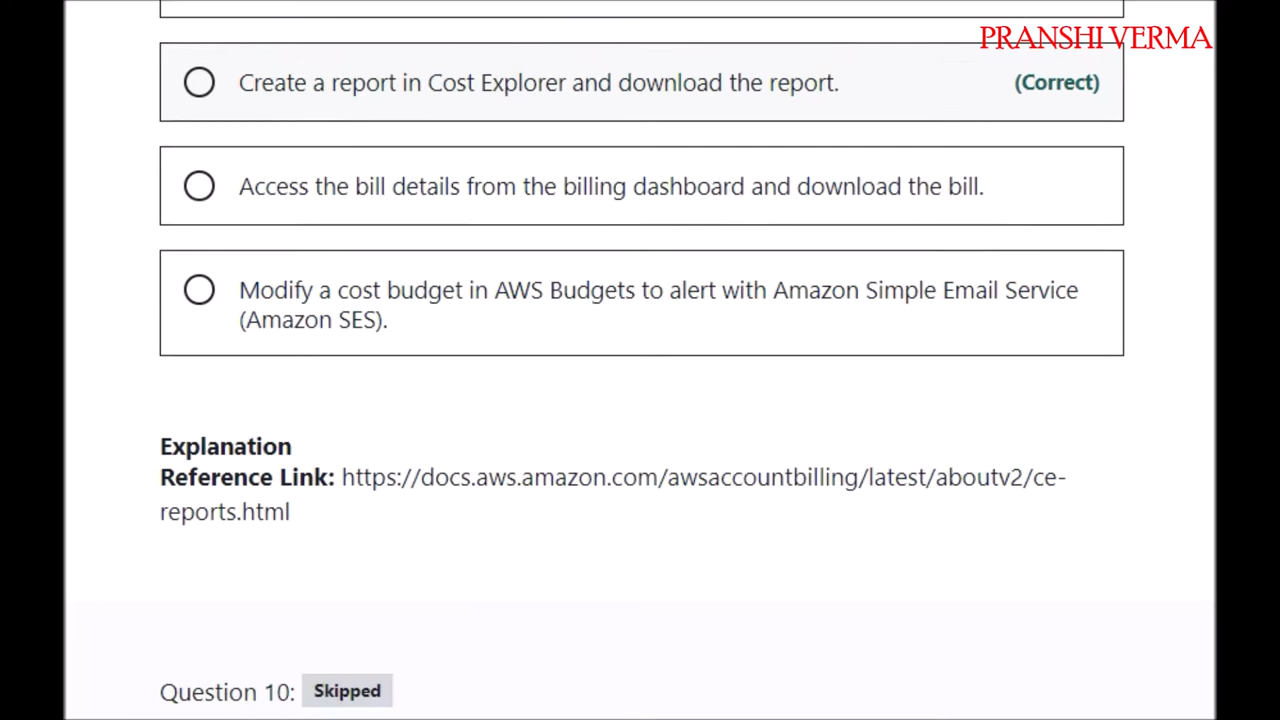 PRANSHI VERMA
Create a report in Cost Explorer and download the report. (Correct)
Access the bill details from the billing dashboard and download the bill.
Modify a cost budget in AWS Budgets to alert with Amazon Simple Email Service
(Amazon SES).
Explanation
Reference Link: https://docs.aws.amazon.com/awsaccountbilling/latest/aboutv2/ce-
reports.html
Question 10: Skipped